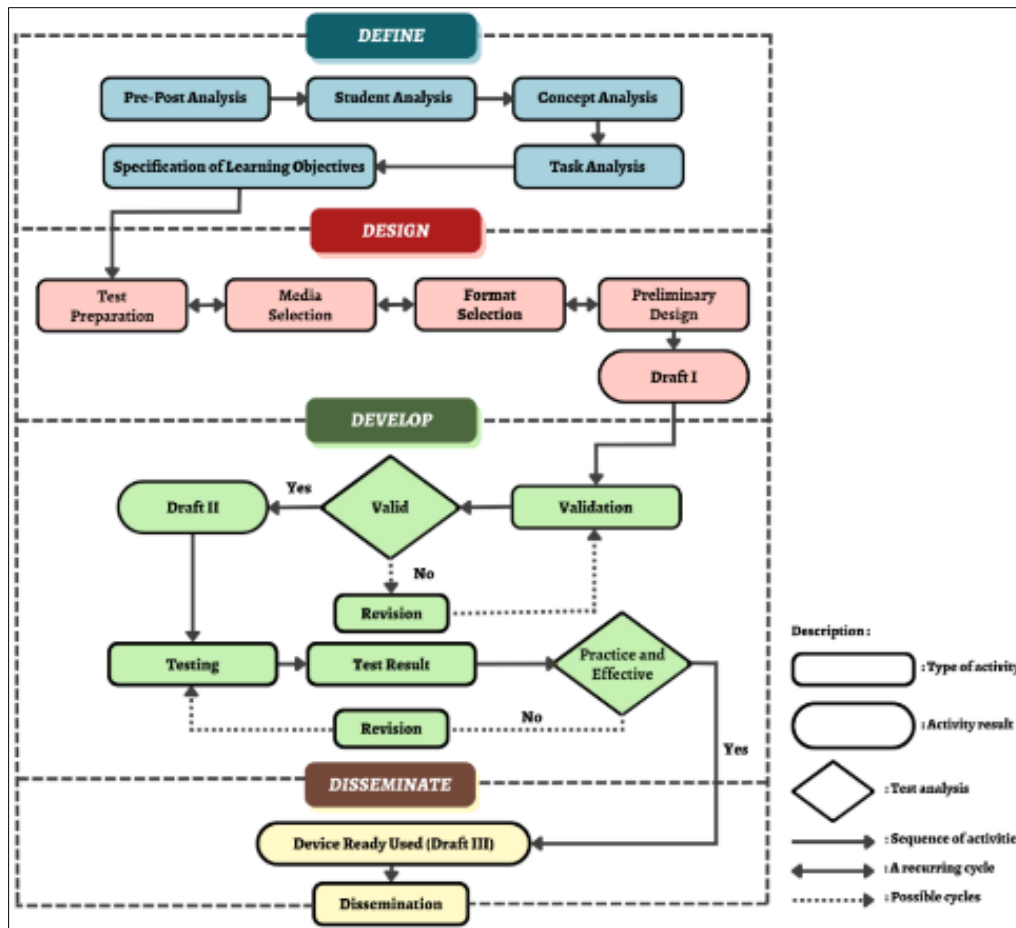 DEFINE
Pre-Post Analysis
Student Analysis
Concept Analysis
Specification of Learning Objectives
Task Analysis
DESIGN
Test
Preparation
Media
Selection
Format
Selection
Preliminary
Design
Draft I
DEVELOP
Draft II
Yes
Valid
Validation
No
Revision
Testing
Test Result
Practice and
Effective
Revision
No
Yes
DISSEMINATE
Device Ready Used (Draft III)
Dissemination
Description :
: Type of activity
: Activity result
: Test analysis
: Sequence of activities
: A recurring cycle
: Possible cycles